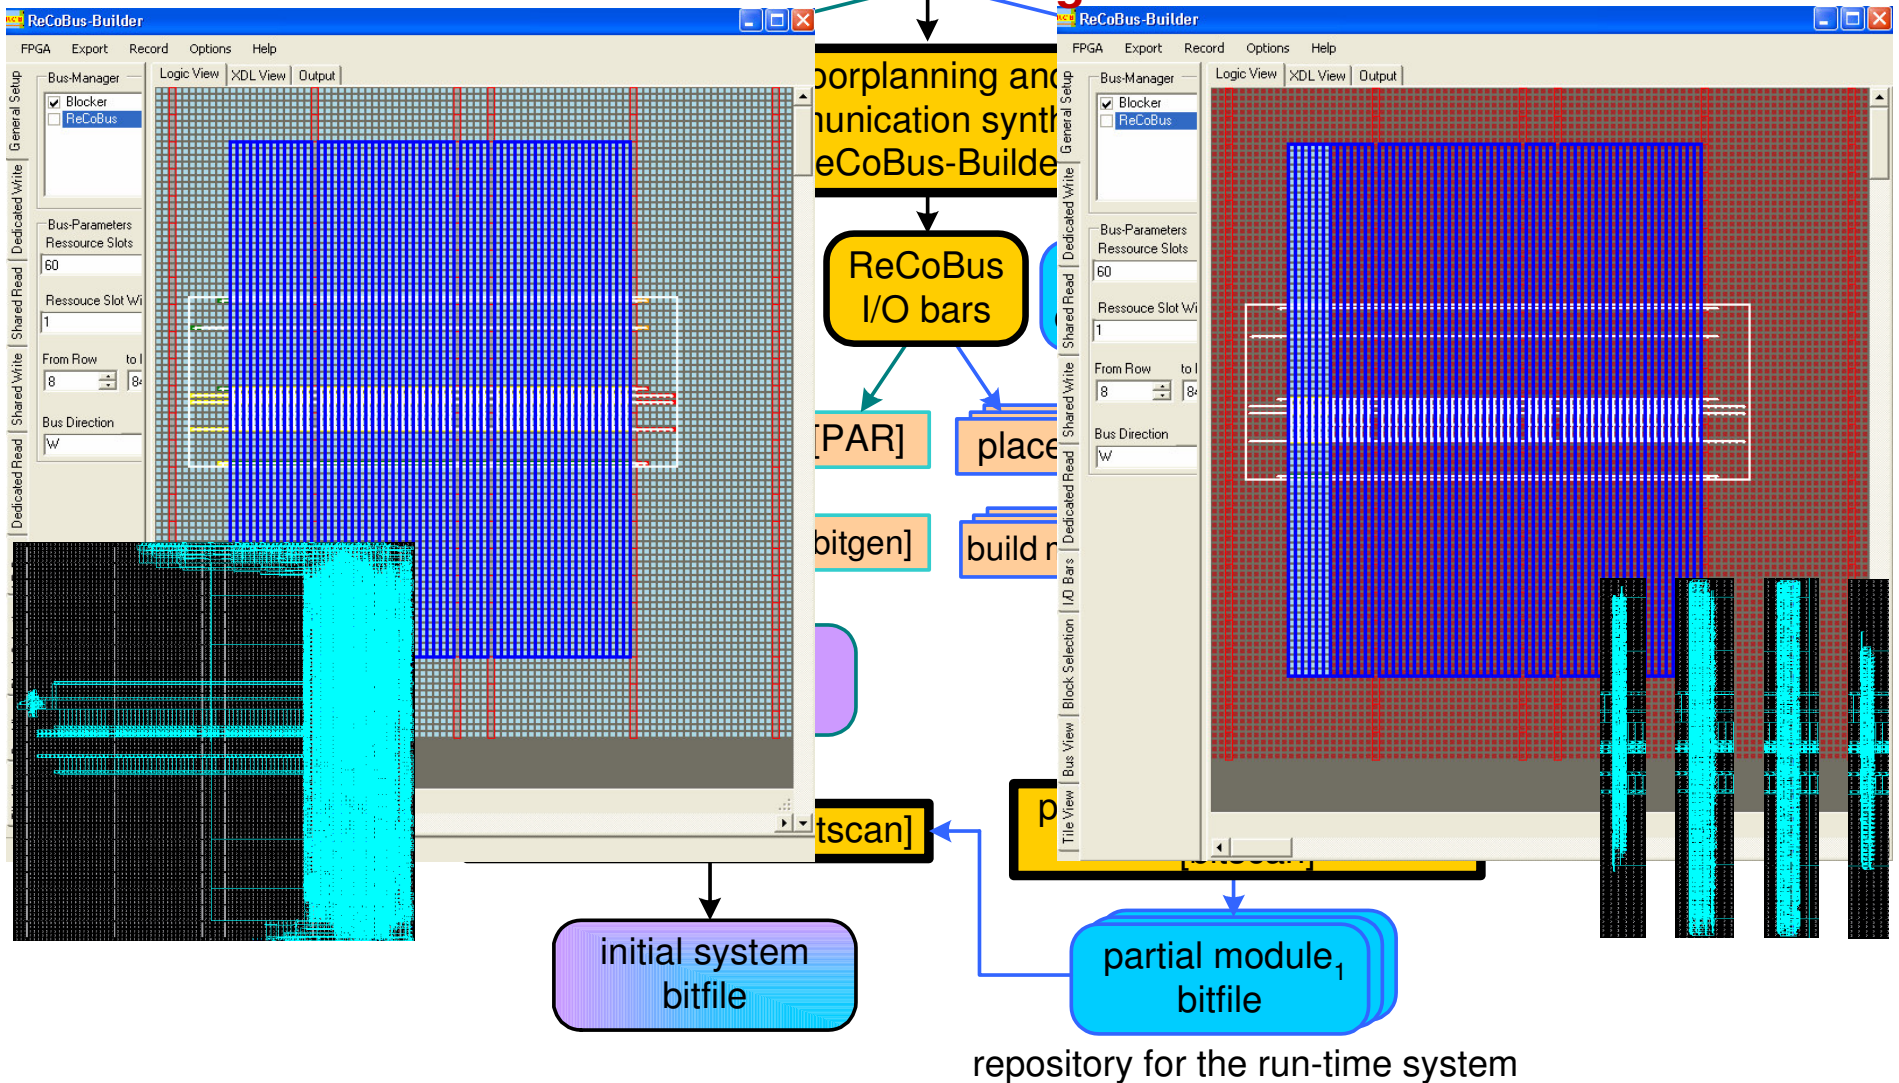 ReCoBus-Builder
FPGA Export Record Options Help
General Setup
Dedicated Write
Shared Read
Shared Write
Dedicated Read
Bus-Manager
Blocker
ReCoBus
Bus-Parameters
Ressource Slots
60
Ressouce Slot Wi
1
From Row to l
8 84
Bus Direction
W
Logic View XDL View Output
oorplanning and
unication synth
eCoBus-Builde
ReCoBus
I/O bars
[PAR]
place
bitgen]
build m
tscan]
p
[bitscan]
initial system
bitfile
partial module1
bitfile
repository for the run-time system
ReCoBus-Builder
FPGA Export Record Options Help
General Setup
Dedicated Write
Shared Read
Shared Write
Dedicated Read
I/O Bars
Block Selection
Bus View
Tile View
Bus-Manager
Blocker
ReCoBus
Bus-Parameters
Ressource Slots
60
Ressouce Slot Wi
1
From Row to l
8 84
Bus Direction
W
Logic View XDL View Output